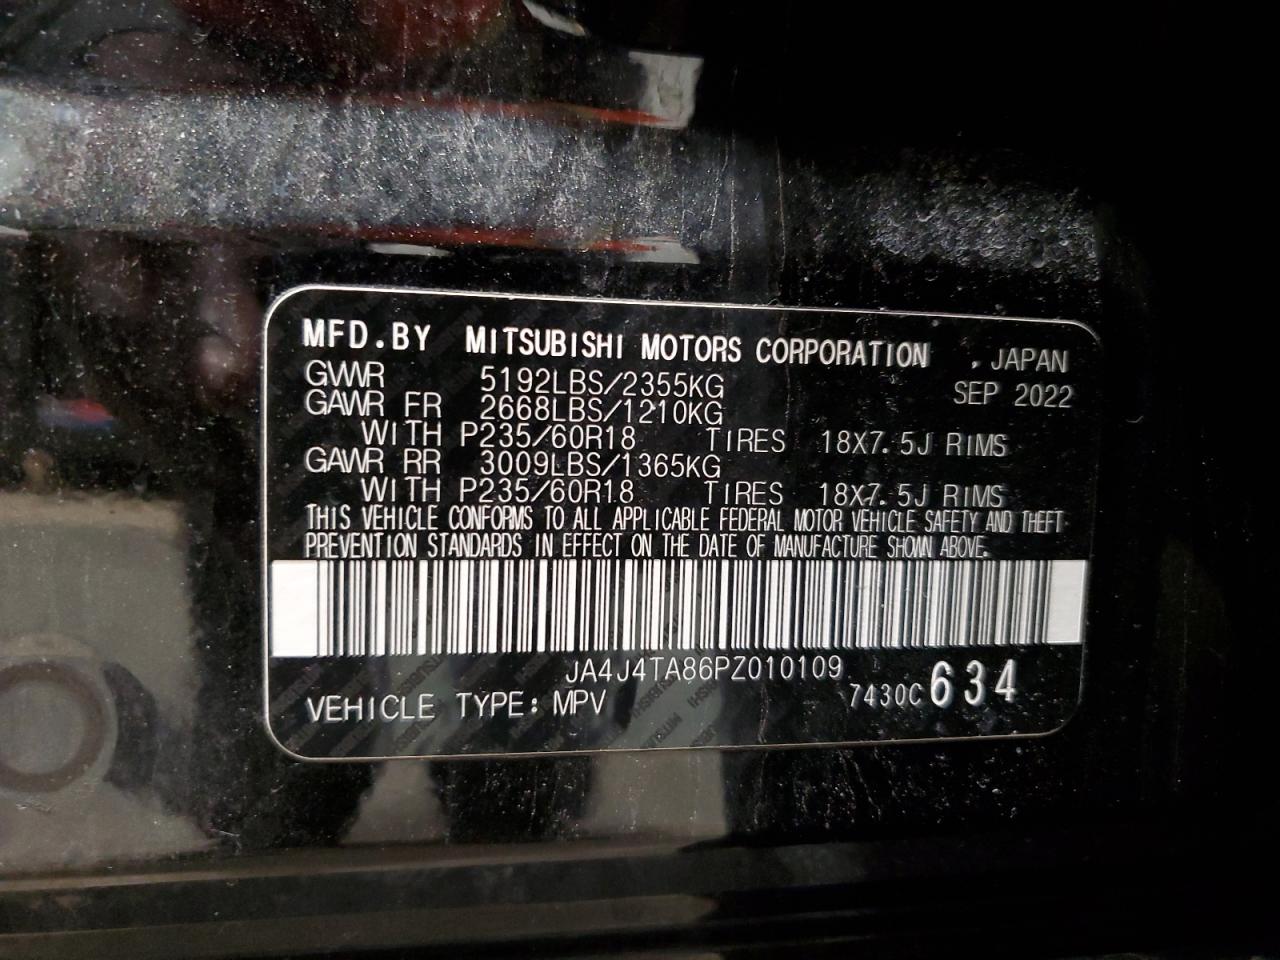 MFD.BY MITSUBISHI MOTORS CORPORATION . JAPAN
GVWR 5192LBS/2355KG SEP 2022
GAWR FR 2668LBS/1210KG
WITH P235/60R18 TIRES 18X7.5J RIMS
GAWR RR 3009LBS/1365KG
WITH P235/60R18 TIRES 18X7.5J RIMS
THIS VEHICLE CONFORMS TO ALL APPLICABLE FEDERAL MOTOR VEHICLE SAFETY AND THEFT
PREVENTION STANDARDS IN EFFECT ON THE DATE OF MANUFACTURE SHOWN ABOVE.
JA4J4TA86PZ010109
VEHICLE TYPE: MPV 7430C 634